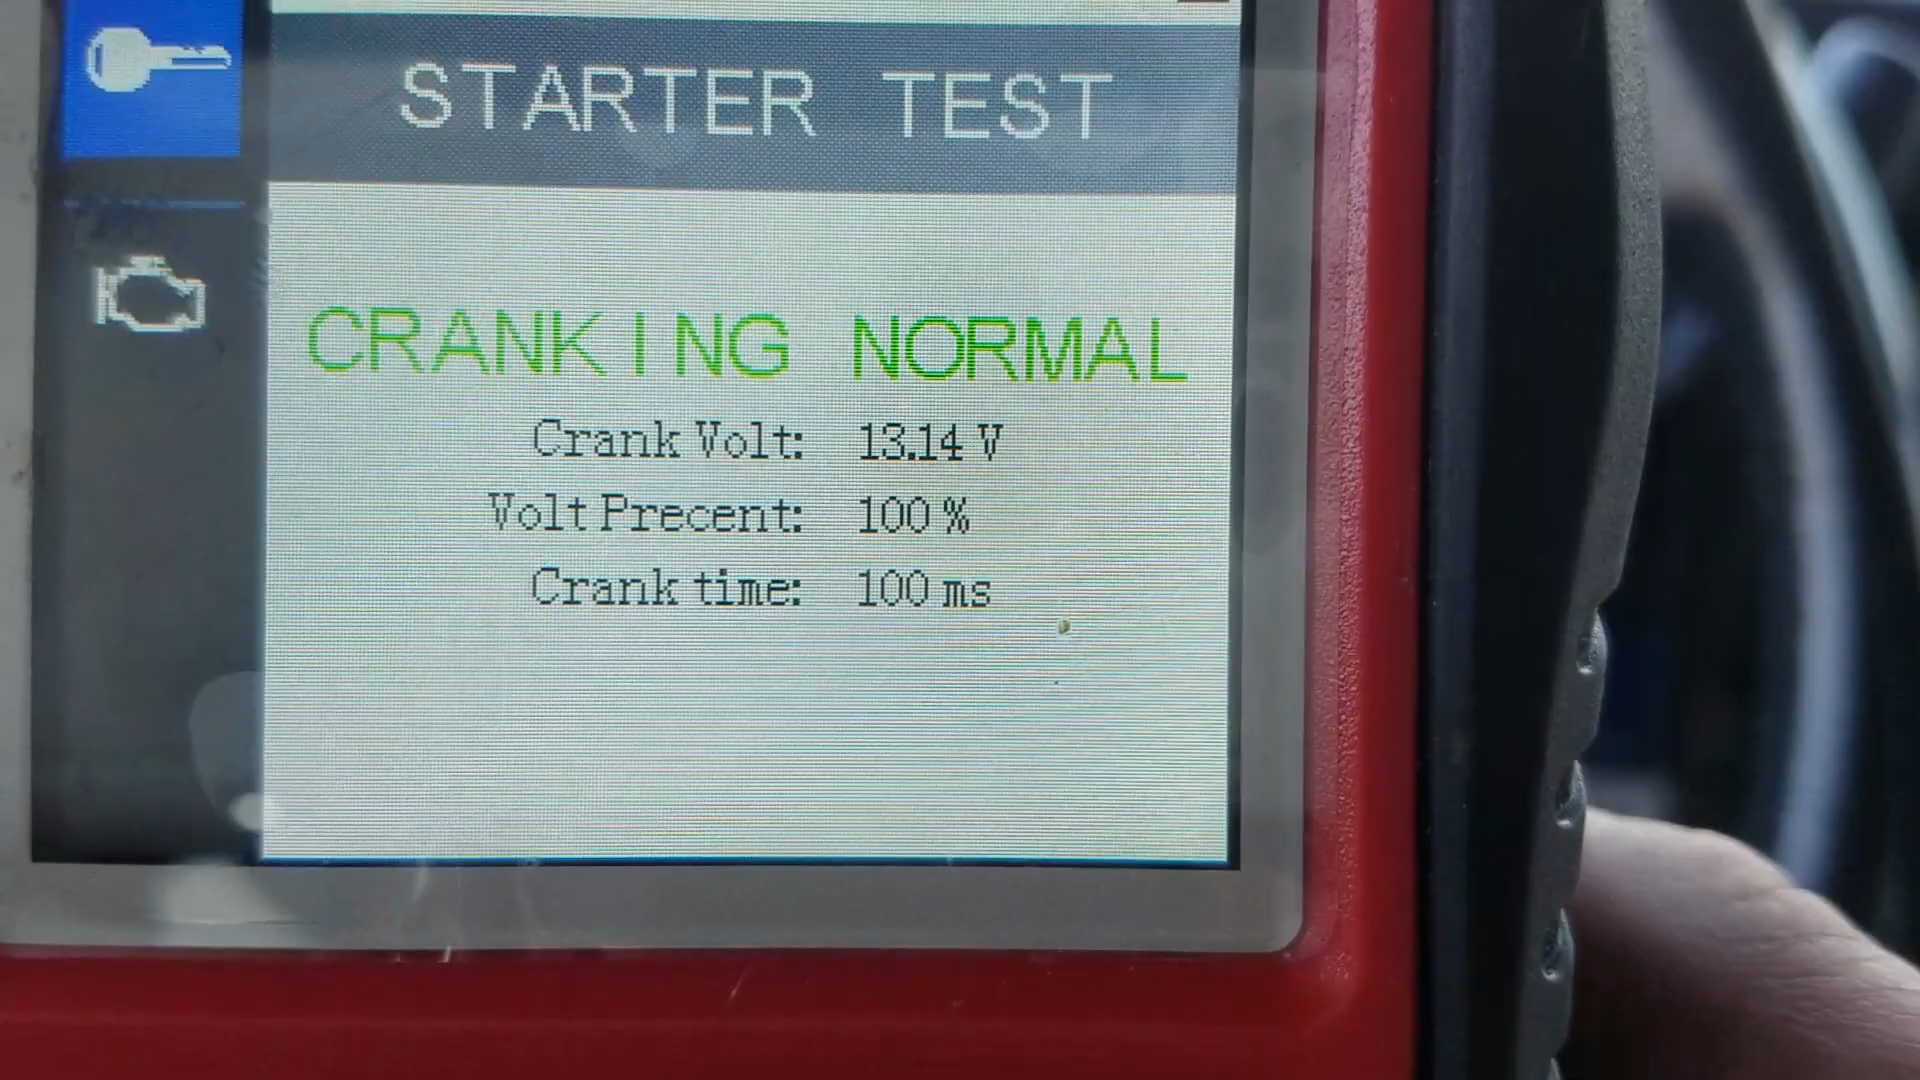 STARTER TEST
CRANKING NORMAL
Crank Volt: 13.14 V
Volt Precent: 100 %
Crank time: 100 ms